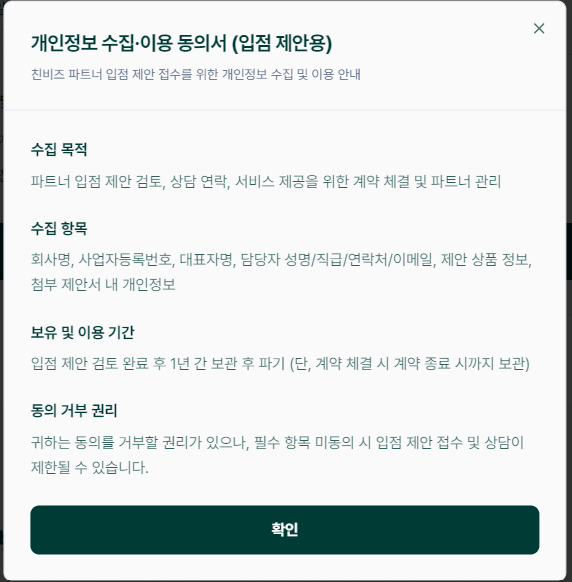 개인정보 수집·이용 동의서 (입점 제안용)
친비즈 파트너 입점 제안 접수를 위한 개인정보 수집 및 이용 안내
수집 목적
파트너 입점 제안 검토, 상담 연락, 서비스 제공을 위한 계약 체결 및 파트너 관리
수집 항목
회사명, 사업자등록번호, 대표자명, 담당자 성명/직급/연락처/이메일, 제안 상품 정보,
첨부 제안서 내 개인정보
보유 및 이용 기간
입점 제안 검토 완료 후 1년 간 보관 후 파기 (단, 계약 체결 시 계약 종료 시까지 보관)
동의 거부 권리
귀하는 동의를 거부할 권리가 있으나, 필수 항목 미동의 시 입점 제안 접수 및 상담이
제한될 수 있습니다.
확인